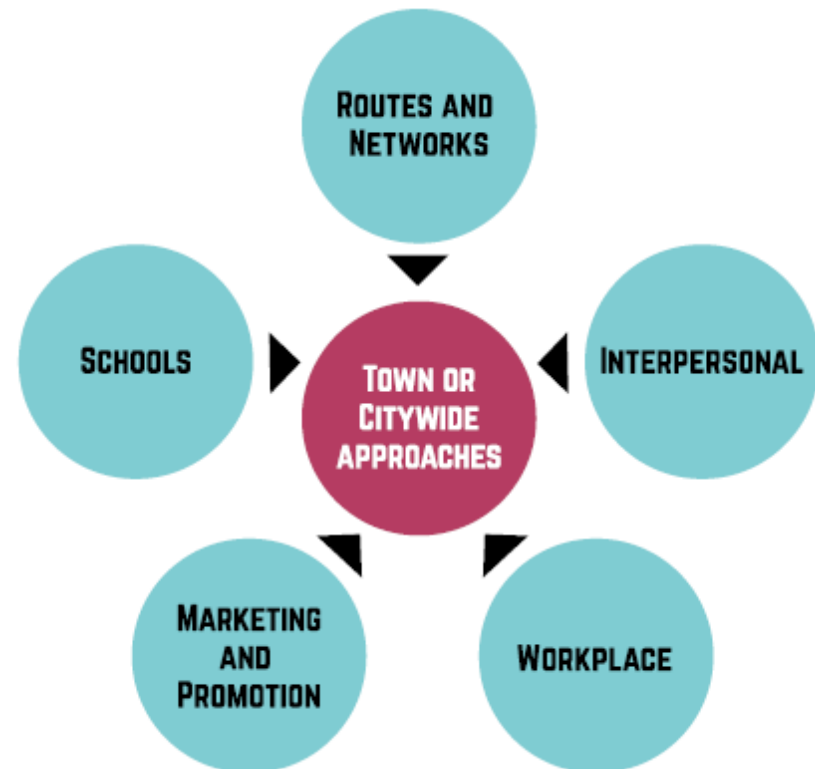 Routes and
Networks
Schools
Interpersonal
Town or
Citywide
approaches
Marketing
and
Promotion
Workplace